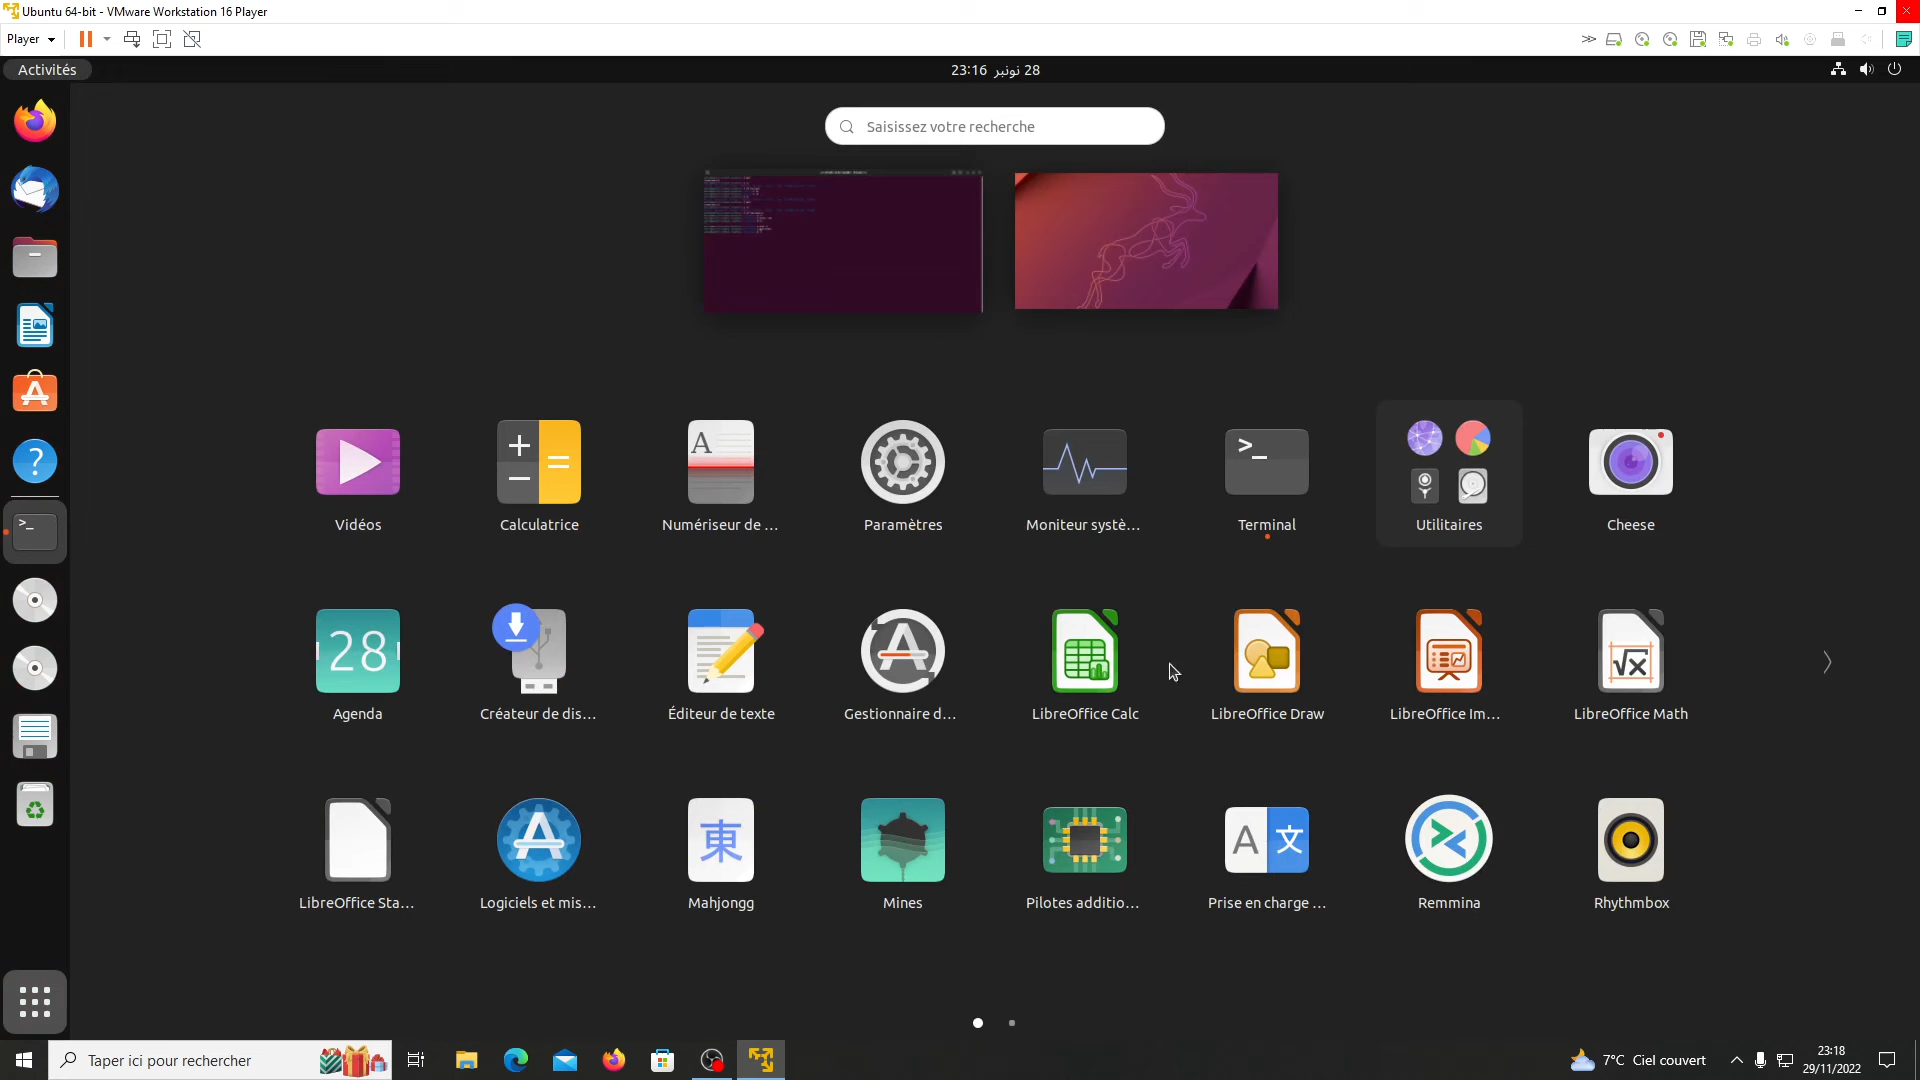 Ubuntu 64-bit - VMware Workstation 16 Player
Player
Activités
28 نونبر 23:16
Saisissez votre recherche
Vidéos
Calculatrice
Numériseur de ...
Paramètres
Moniteur systè...
Terminal
Utilitaires
Cheese
28
Agenda
Créateur de dis...
Éditeur de texte
Gestionnaire d...
LibreOffice Calc
LibreOffice Draw
LibreOffice Im...
LibreOffice Math
東
A 文
LibreOffice Sta...
Logiciels et mis...
Mahjongg
Mines
Pilotes additio...
Prise en charge ...
Remmina
Rhythmbox
Taper ici pour rechercher
7°C Ciel couvert
23:18
29/11/2022